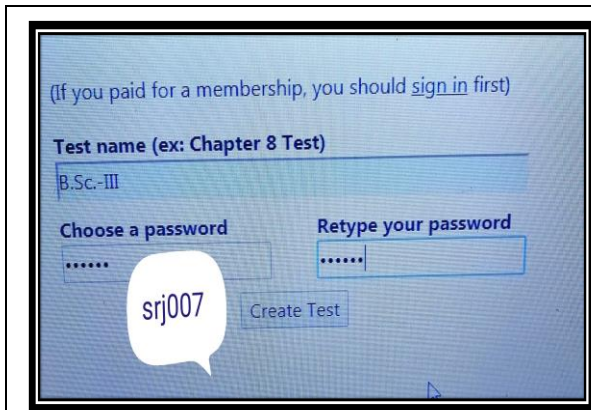 (If you paid for a membership, you should sign in first)
Test name (ex: Chapter 8 Test)
B.Sc.-III
Choose a password Retype your password
•••••• ••••••
srj007
Create Test